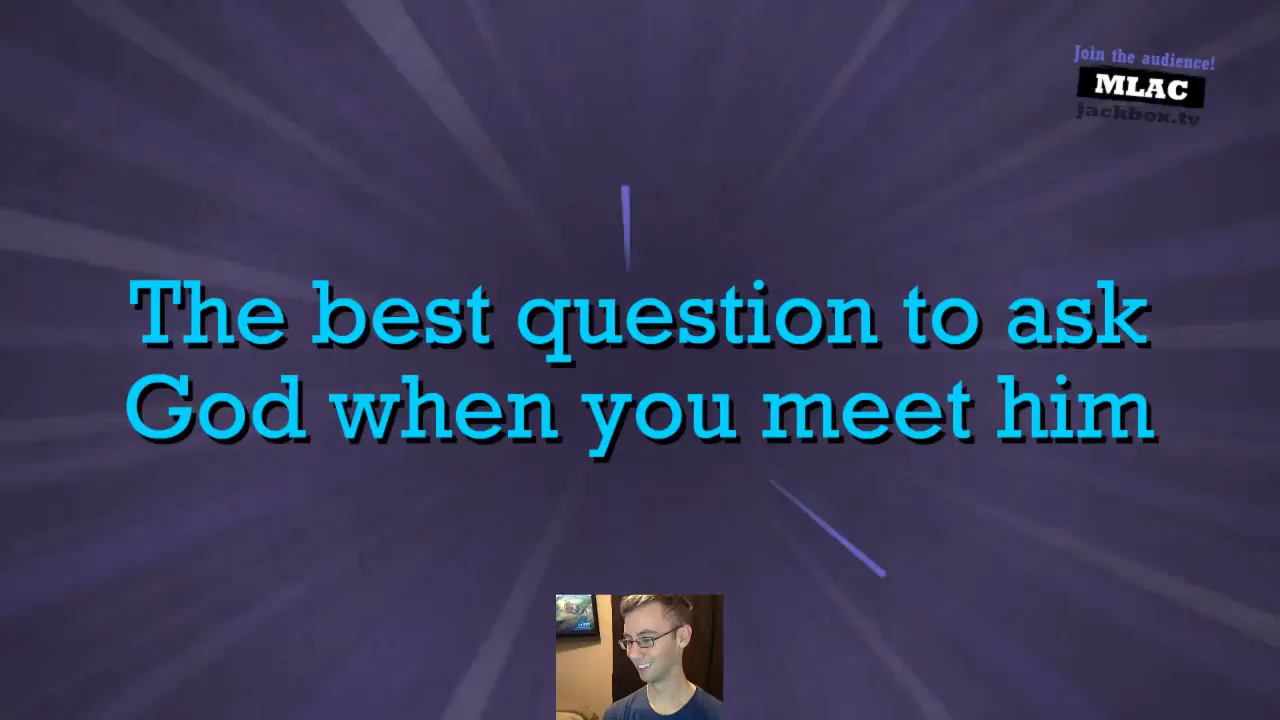 Join the audience!
MLAC
jackbox.tv
The best question to ask
God when you meet him